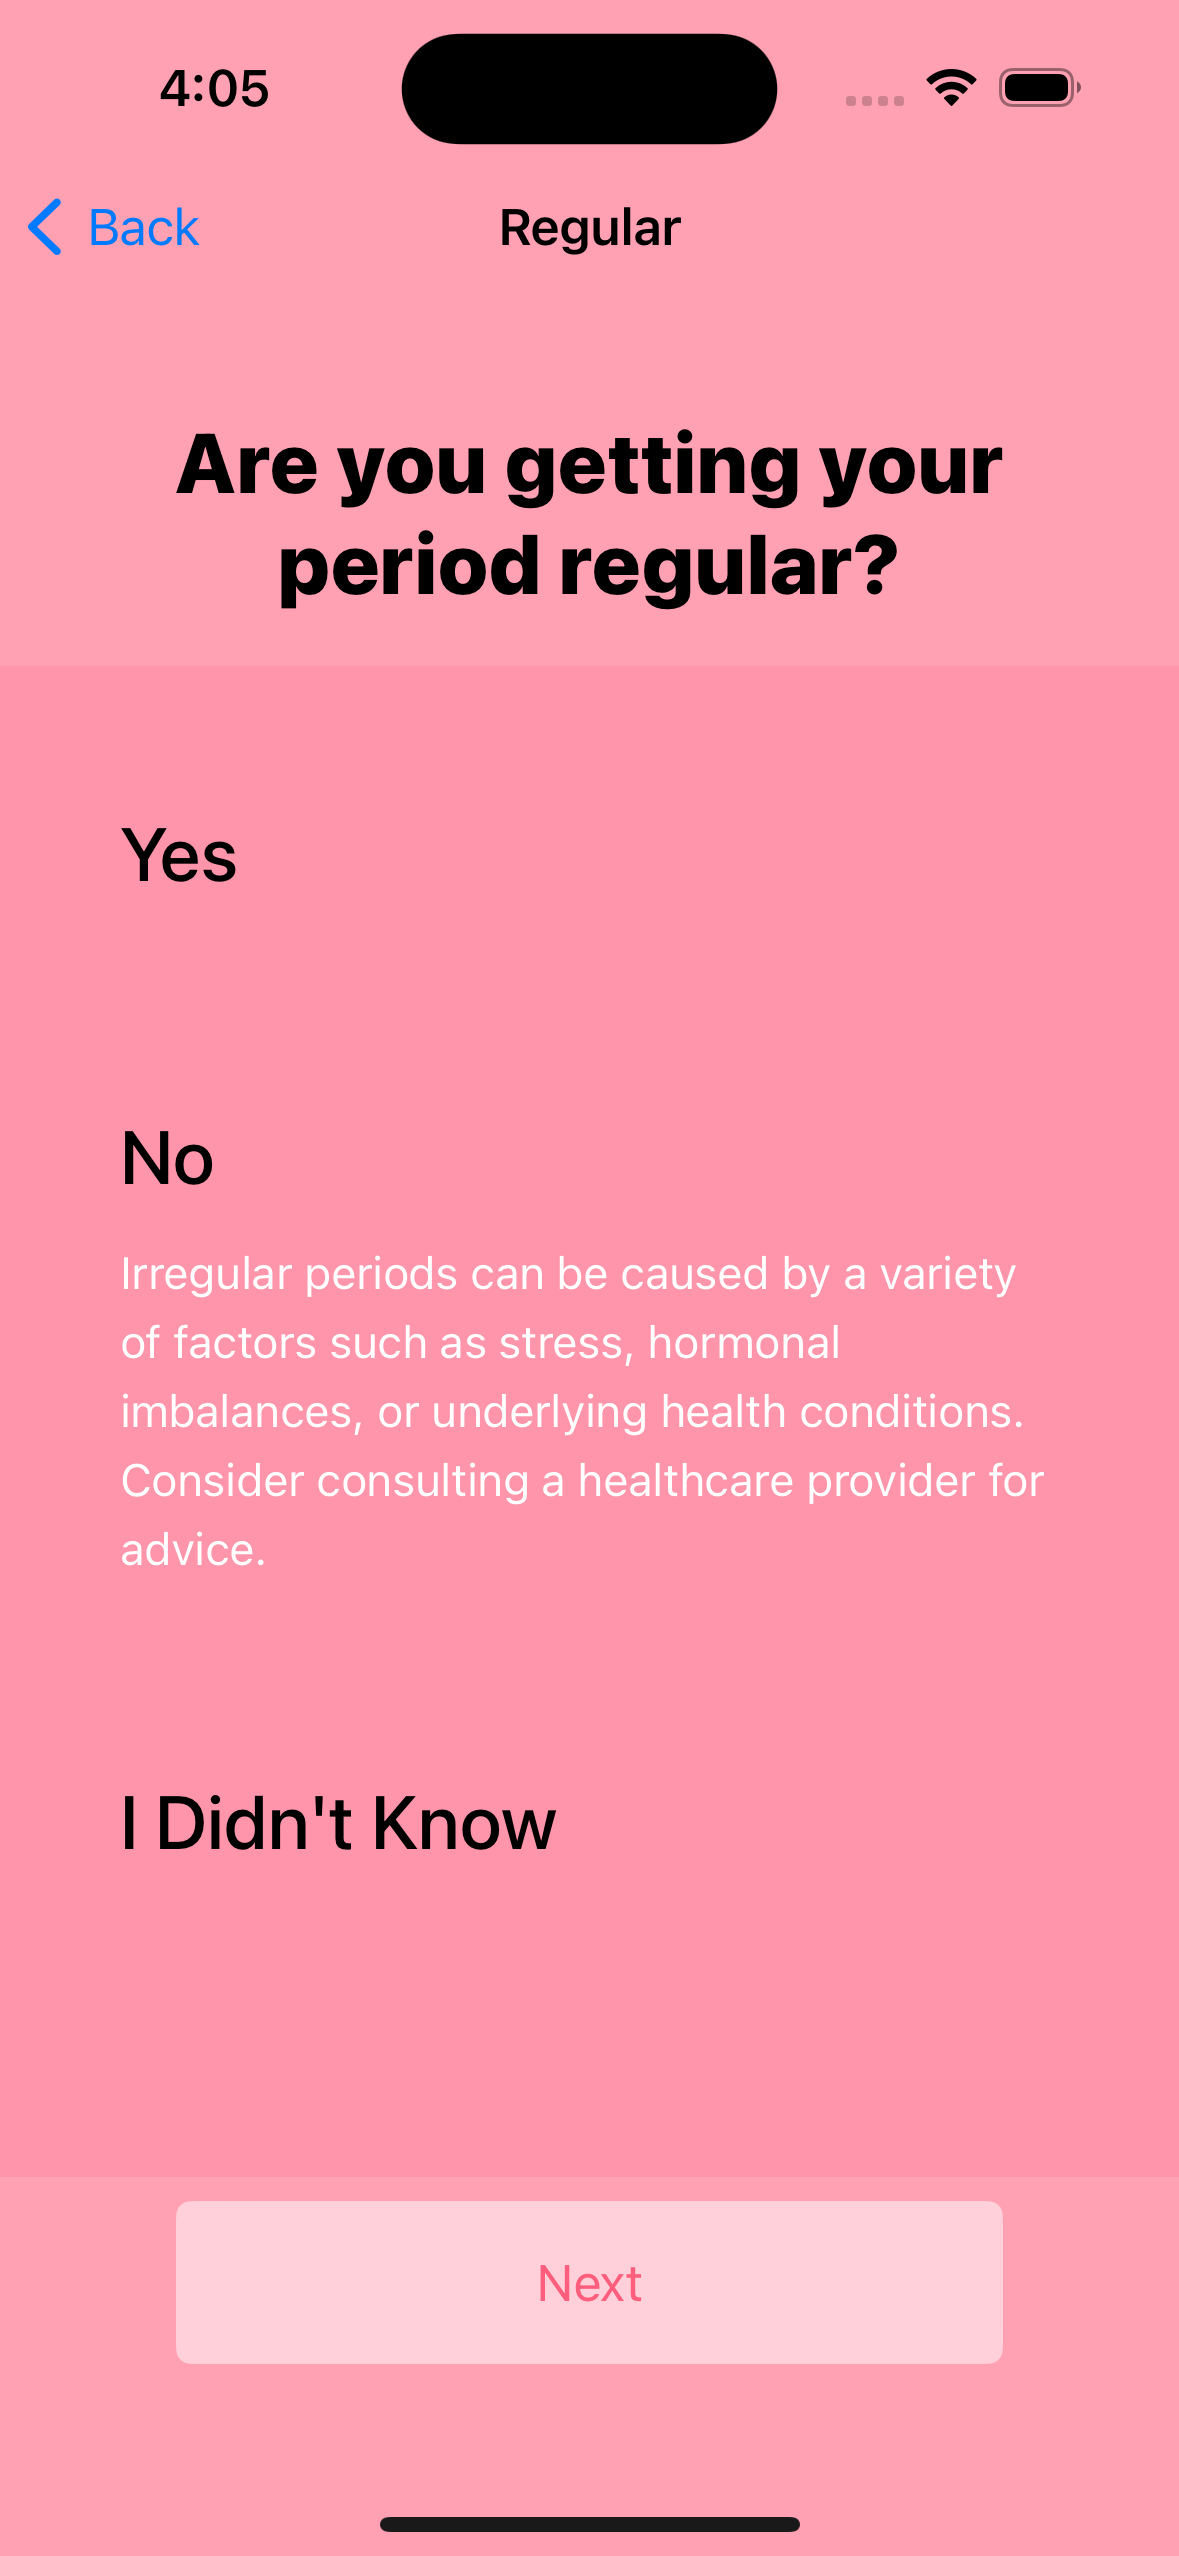 4:05
Back
Regular
Are you getting your
period regular?
Yes
No
Irregular periods can be caused by a variety
of factors such as stress, hormonal
imbalances, or underlying health conditions.
Consider consulting a healthcare provider for
advice.
I Didn't Know
Next